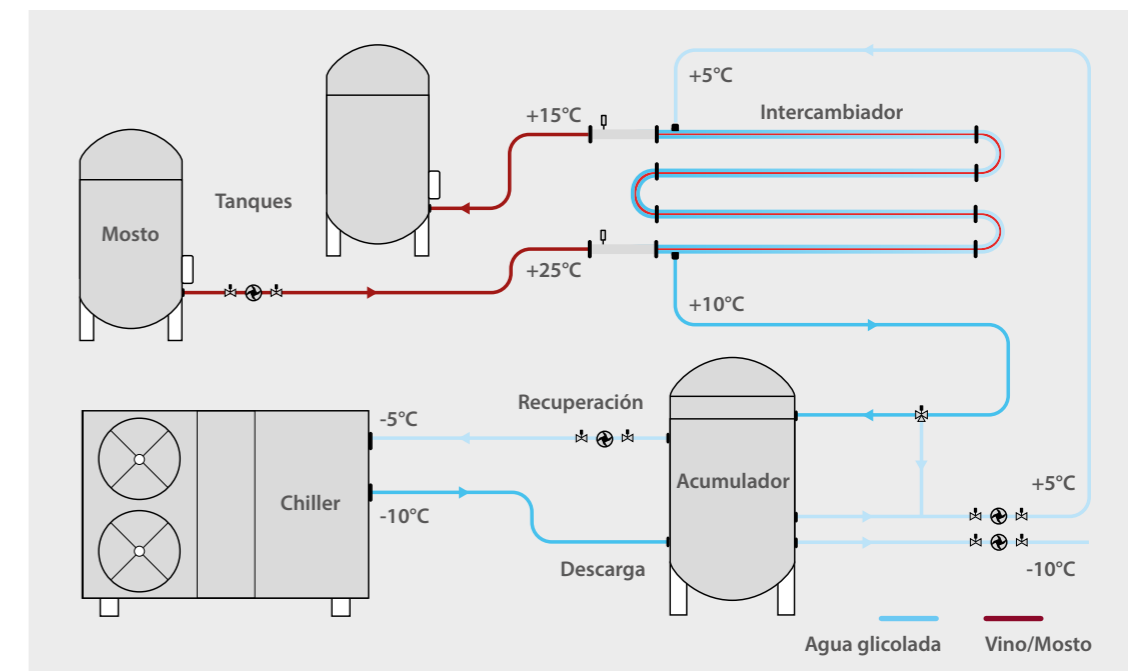 +5°C
Intercambiador
+15°C
Tanques
Mosto
+25°C
+10°C
Recuperación
-5°C
Acumulador
+5°C
Chiller
-10°C
Descarga
-10°C
Agua glicolada
Vino/Mosto